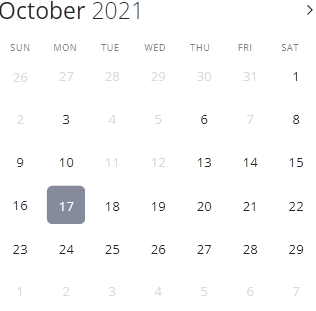 October 2021
SUN MON TUE WED THU FRI SAT
26 27 28 29 30 31 1
2 3 4 5 6 7 8
9 10 11 12 13 14 15
16 17 18 19 20 21 22
23 24 25 26 27 28 29
1 2 3 4 5 6 7